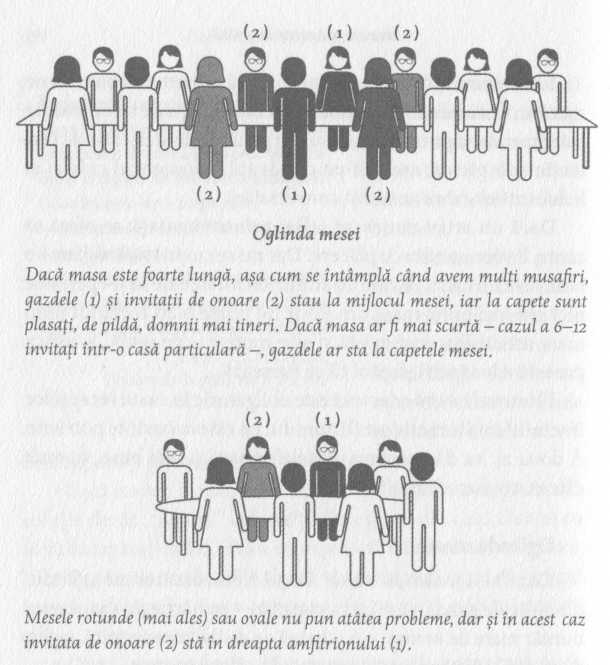 (2) (1) (2)
(2) (1) (2)
Oglinda mesei
Dacă masa este foarte lungă, așa cum se întâmplă când avem mulți musafiri,
gazdele (1) și invitații de onoare (2) stau la mijlocul mesei, iar la capete sunt
plasați, de pildă, domnii mai tineri. Dacă masa ar fi mai scurtă – cazul a 6–12
invitați într-o casă particulară –, gazdele ar sta la capetele mesei.
(2) (1)
Mesele rotunde (mai ales) sau ovale nu pun atâtea probleme, dar și în acest caz
invitata de onoare (2) stă în dreapta amfitrionului (1).